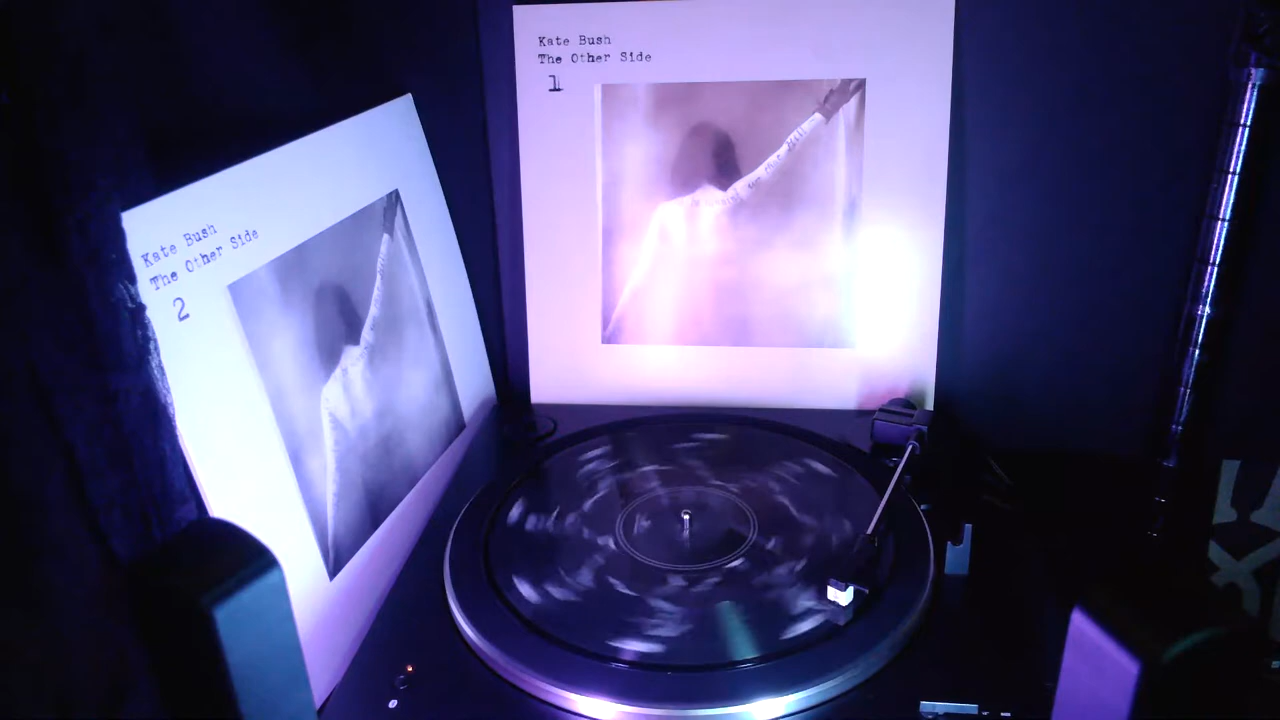 Kate Bush
The Other Side
1
Kate Bush
The Other Side
2